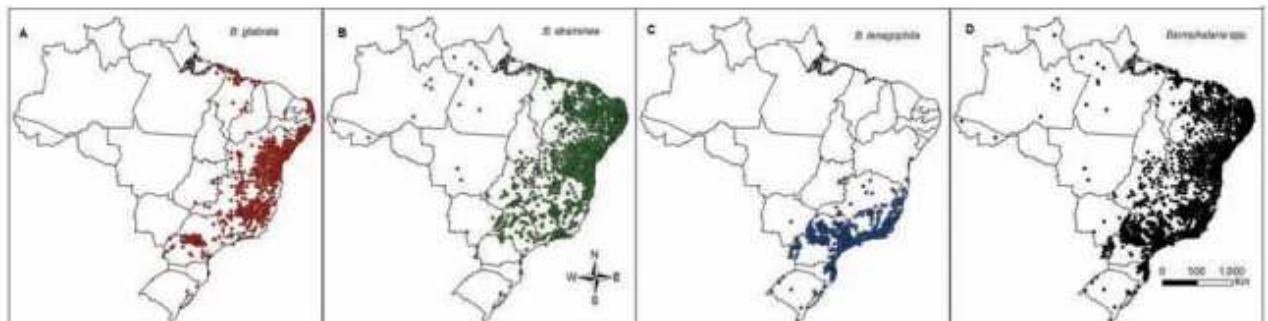 A
B. glabrata
B
B. straminea
C
B. tenagophila
D
Biomphalaria spp.
N
W
E
S
0 500 1.000
Km